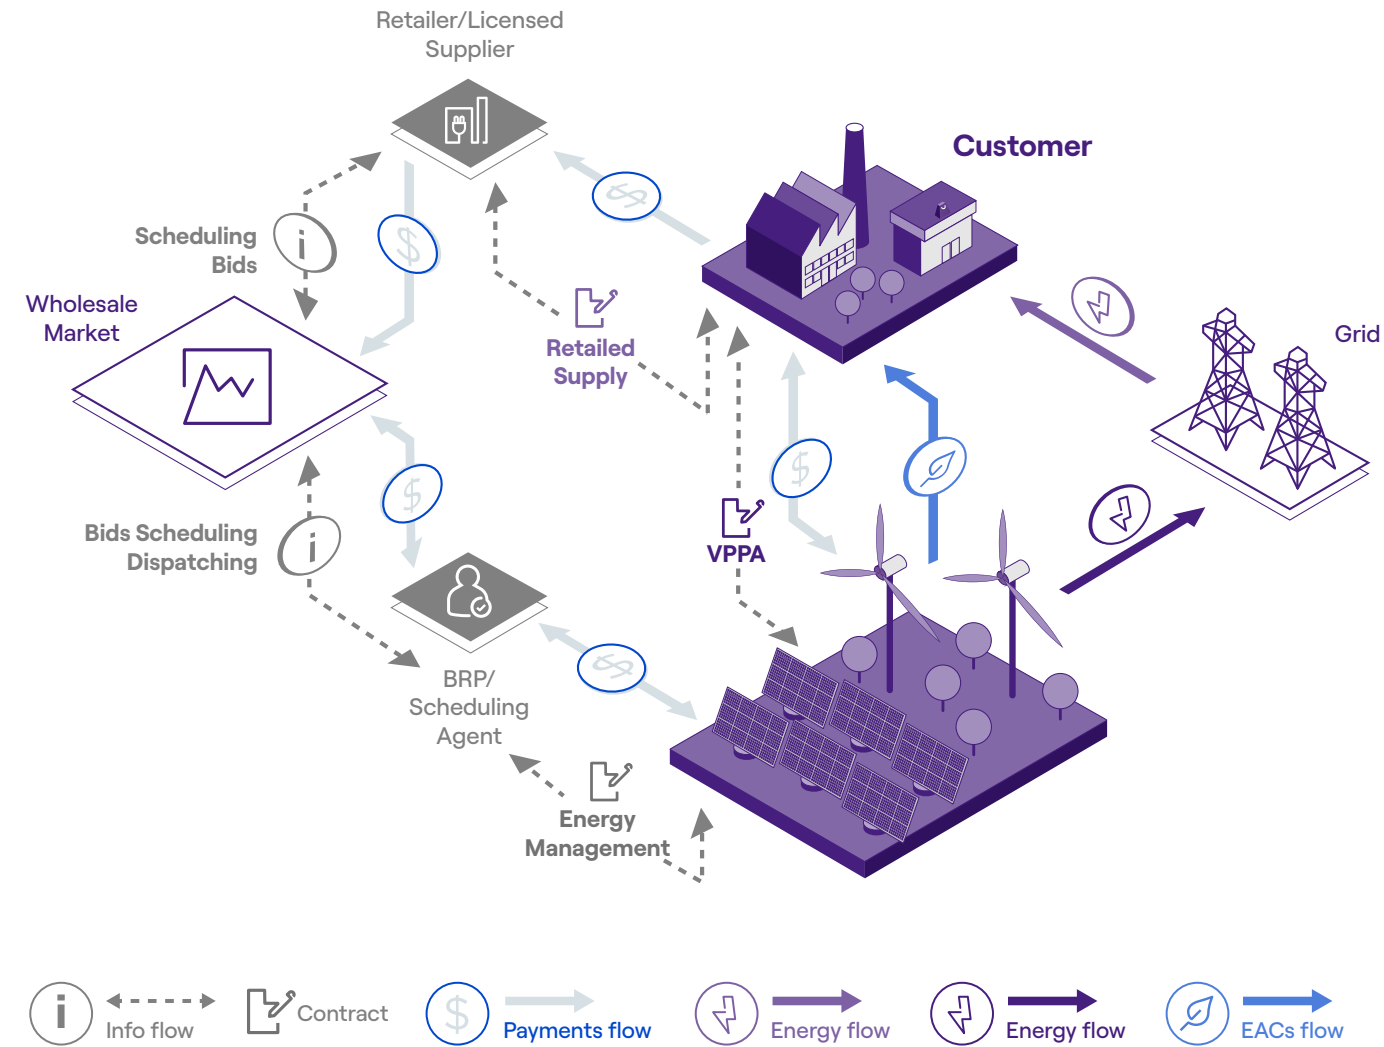 Retailer/Licensed
Supplier
Customer
Scheduling
Bids
Wholesale
Market
Grid
Retailed
Supply
Bids Scheduling
Dispatching
VPPA
BRP/
Scheduling
Agent
Energy
Management
Info flow
Contract
Payments flow
Energy flow
Energy flow
EACs flow